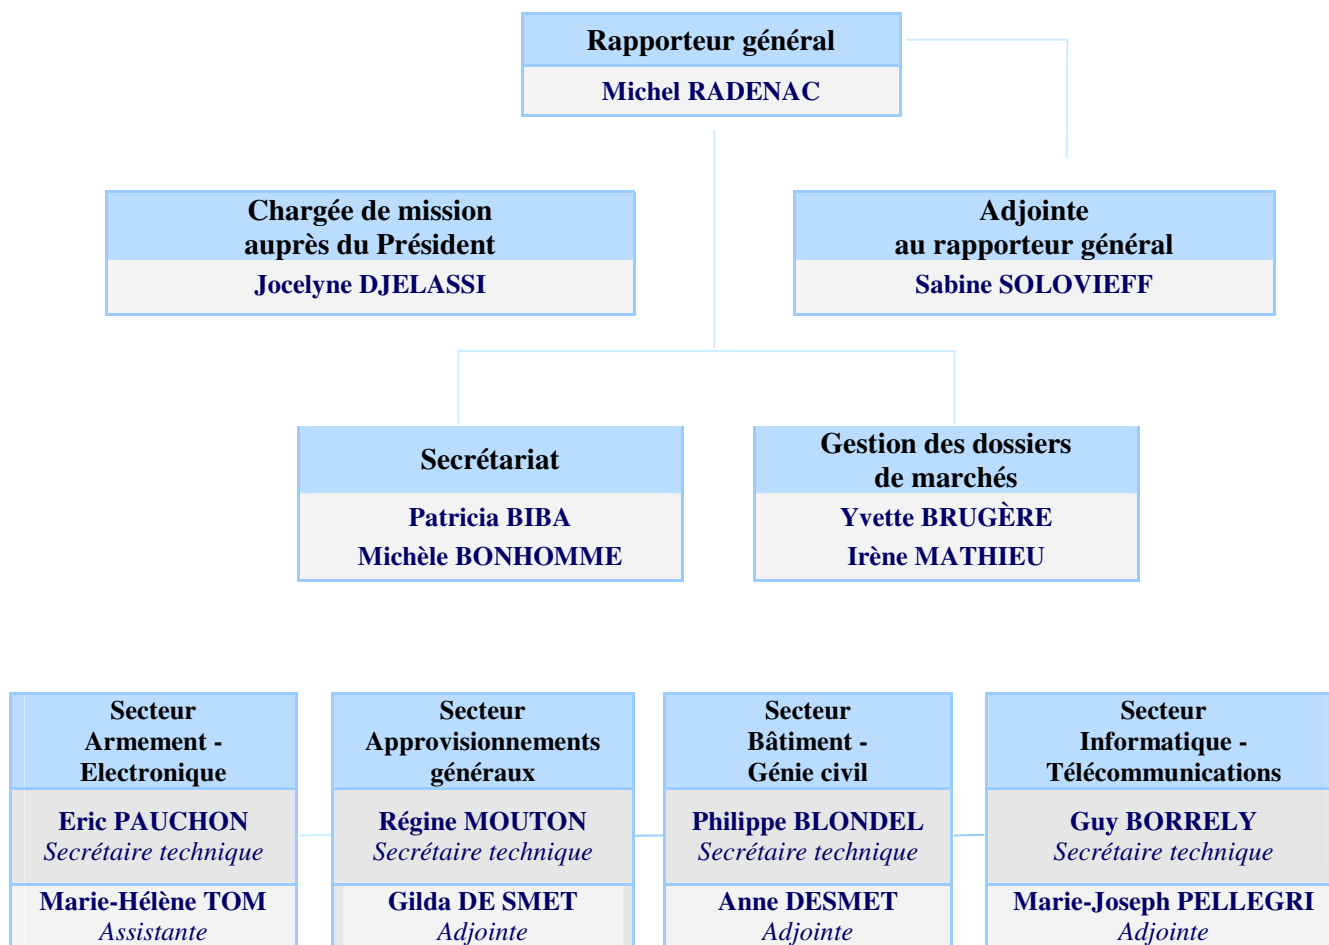 Rapporteur général
Michel RADENAC
Chargée de mission
auprès du Président
Jocelyne DJELASSI
Adjointe
au rapporteur général
Sabine SOLOVIEFF
Secrétariat
Patricia BIBA
Michèle BONHOMME
Gestion des dossiers
de marchés
Yvette BRUGÈRE
Irène MATHIEU
Secteur
Armement -
Electronique
Eric PAUCHON
Secrétaire technique
Marie-Hélène TOM
Assistante
Secteur
Approvisionnements
généraux
Régine MOUTON
Secrétaire technique
Gilda DE SMET
Adjointe
Secteur
Bâtiment -
Génie civil
Philippe BLONDEL
Secrétaire technique
Anne DESMET
Adjointe
Secteur
Informatique -
Télécommunications
Guy BORRELY
Secrétaire technique
Marie-Joseph PELLEGRI
Adjointe